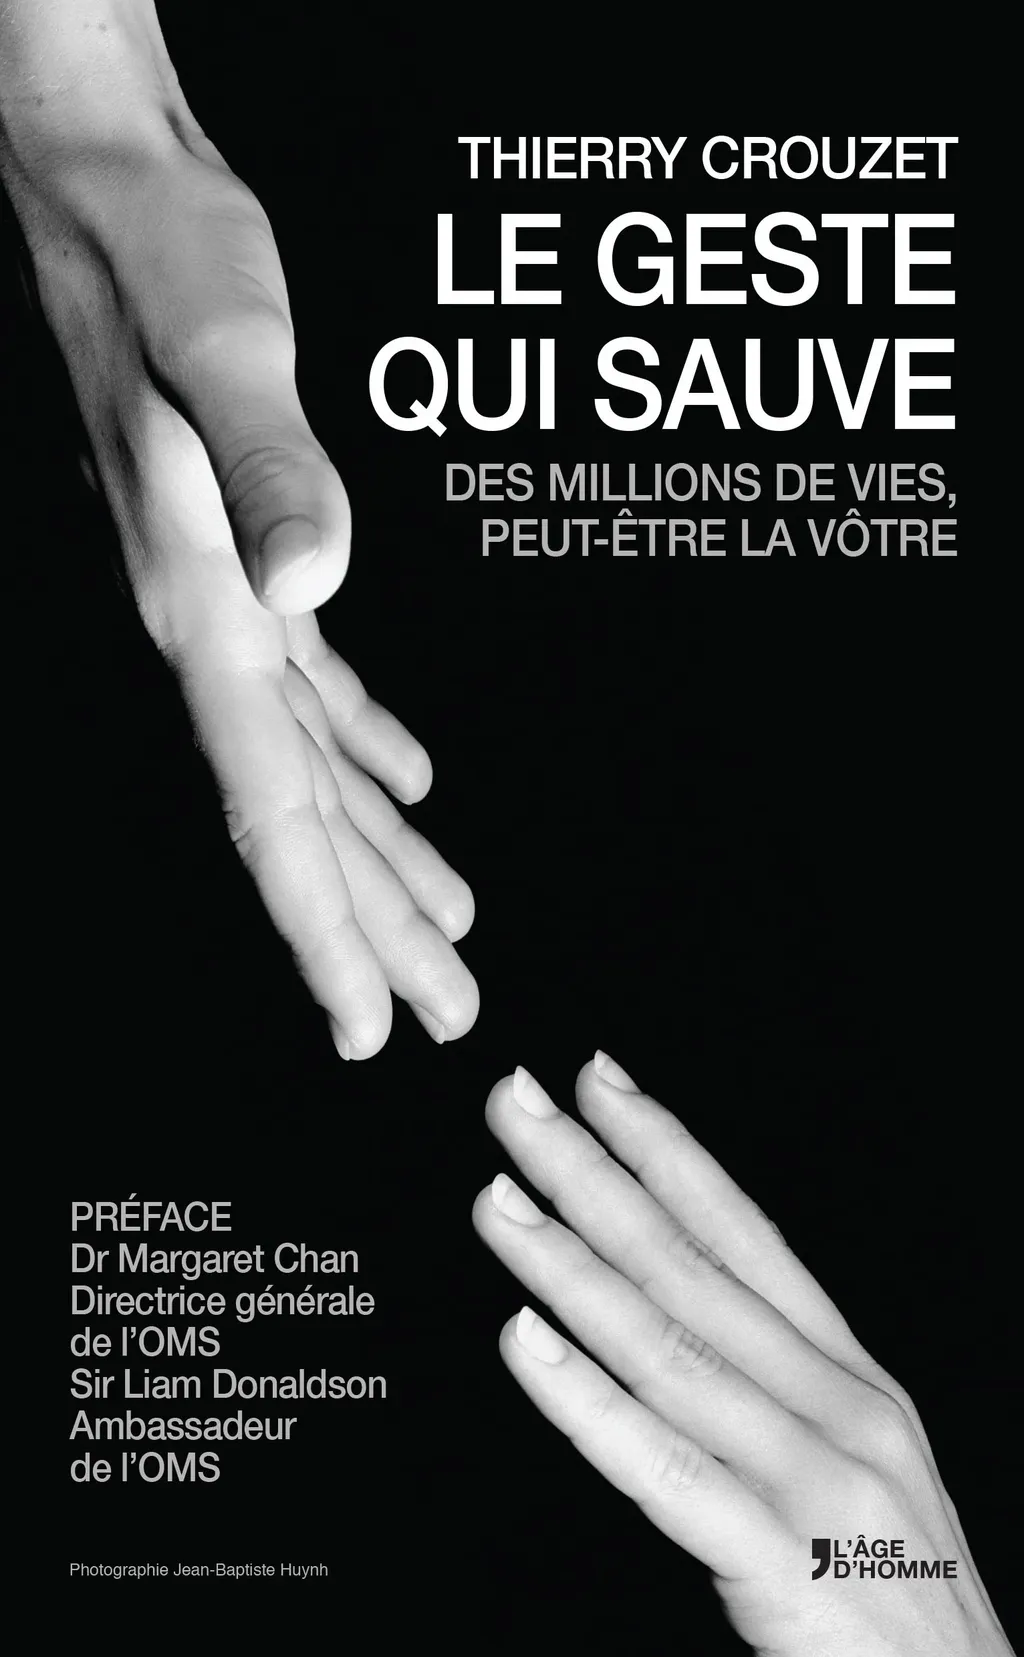 THIERRY CROUZET
LE GESTE
QUI SAUVE
DES MILLIONS DE VIES,
PEUT-ÊTRE LA VÔTRE
PRÉFACE
Dr Margaret Chan
Directrice générale
de l’OMS
Sir Liam Donaldson
Ambassadeur
de l’OMS
Photographie Jean-Baptiste Huynh
L’ÂGE
D’HOMME